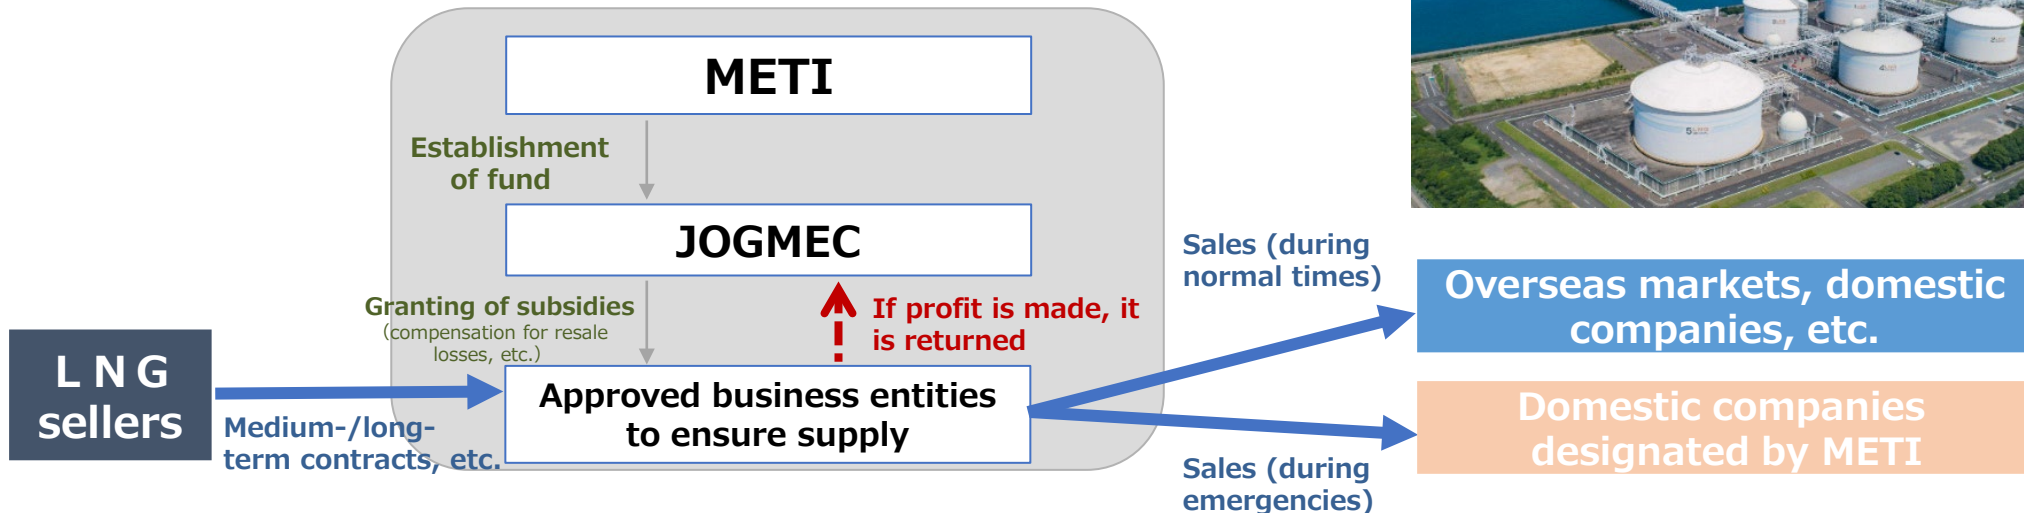 METI
Establishment
of fund
JOGMEC
Granting of subsidies
(compensation for resale
losses, etc.)
If profit is made, it
is returned
LNG
sellers
Medium-/long-
term contracts, etc.
Approved business entities
to ensure supply
Sales (during
normal times)
Overseas markets, domestic
companies, etc.
Sales (during
emergencies)
Domestic companies
designated by METI